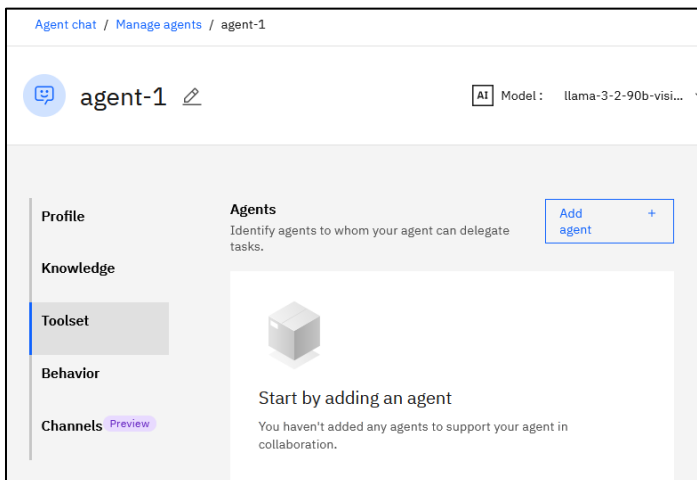 Agent chat / Manage agents / agent-1
agent-1
AI Model : llama-3-2-90b-visi...
Profile
Knowledge
Toolset
Behavior
Channels Preview
Agents
Identify agents to whom your agent can delegate
tasks.
Add
agent +
Start by adding an agent
You haven't added any agents to support your agent in
collaboration.